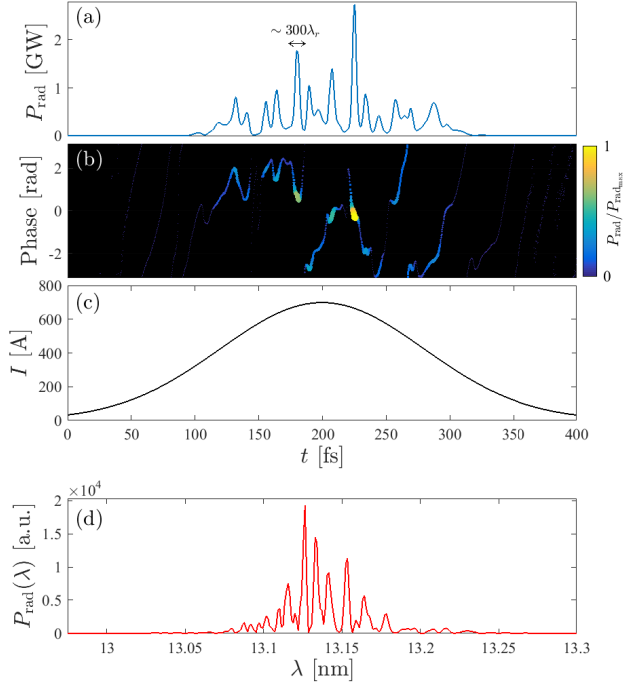 (a)
∼ 300λr
P_rad [GW]
2
1
0
(b)
Phase [rad]
2
0
-2
1
0
P_rad/P_rad_max
(c)
I [A]
800
600
400
200
0
0 50 100 150 200 250 300 350 400
t [fs]
×10^4
(d)
P_rad(λ) [a.u.]
2
1.5
1
0.5
0
13 13.05 13.1 13.15 13.2 13.25 13.3
λ [nm]